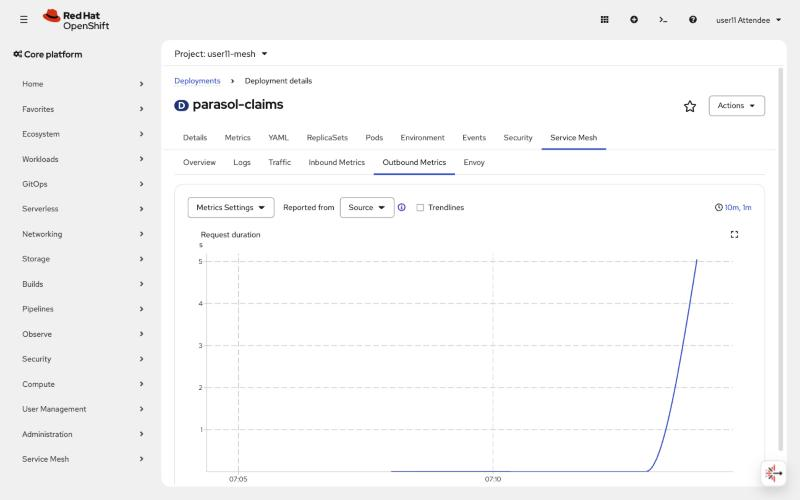 Red Hat
OpenShift
user11 Attendee
Core platform
Home
Favorites
Ecosystem
Workloads
GitOps
Serverless
Networking
Storage
Builds
Pipelines
Observe
Security
Compute
User Management
Administration
Service Mesh
Project: user11-mesh
Deployments > Deployment details
D parasol-claims
Actions
Details Metrics YAML ReplicaSets Pods Environment Events Security Service Mesh
Overview Logs Traffic Inbound Metrics Outbound Metrics Envoy
Metrics Settings Reported from Source Trendlines 10m, 1m
Request duration
s
5
4
3
2
1
07:05 07:10